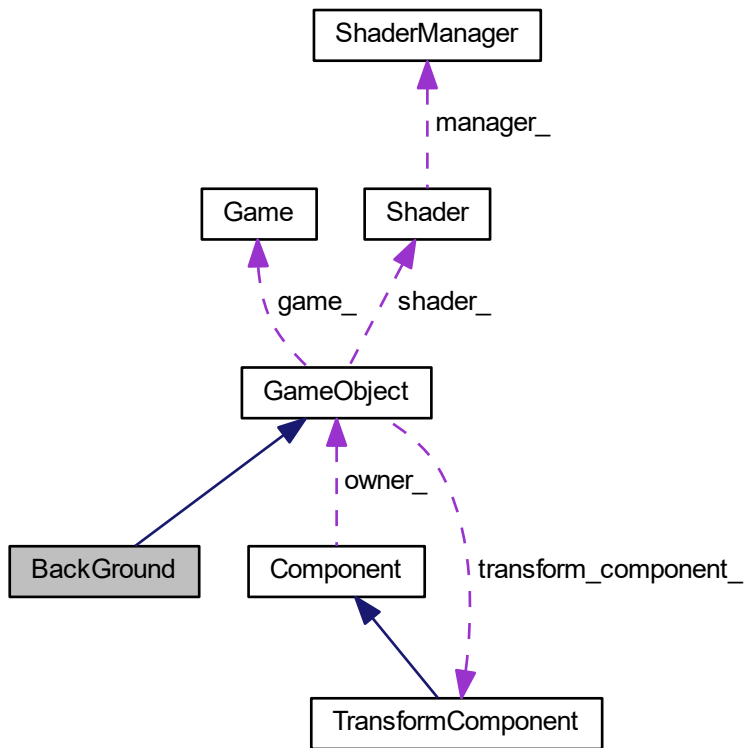 ShaderManager
manager_
Game
Shader
game_
shader_
GameObject
owner_
BackGround
Component
transform_component_
TransformComponent